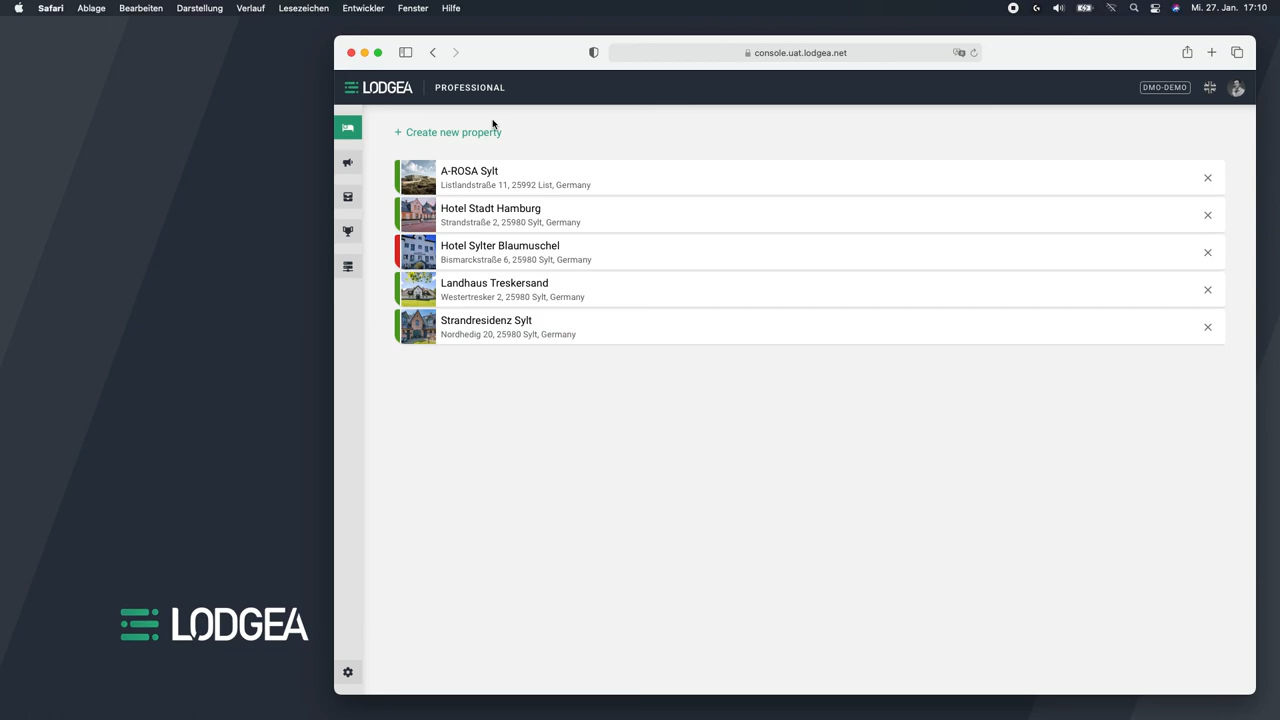 Safari Ablage Bearbeiten Darstellung Verlauf Lesezeichen Entwickler Fenster Hilfe Mi. 27. Jan. 17:10
console.uat.lodgea.net
LODGEA PROFESSIONAL DMO-DEMO
+ Create new property
A-ROSA Sylt
Listlandstraße 11, 25992 List, Germany
Hotel Stadt Hamburg
Strandstraße 2, 25980 Sylt, Germany
Hotel Sylter Blaumuschel
Bismarckstraße 6, 25980 Sylt, Germany
Landhaus Treskersand
Westertresker 2, 25980 Sylt, Germany
Strandresidenz Sylt
Nordhedig 20, 25980 Sylt, Germany
LODGEA